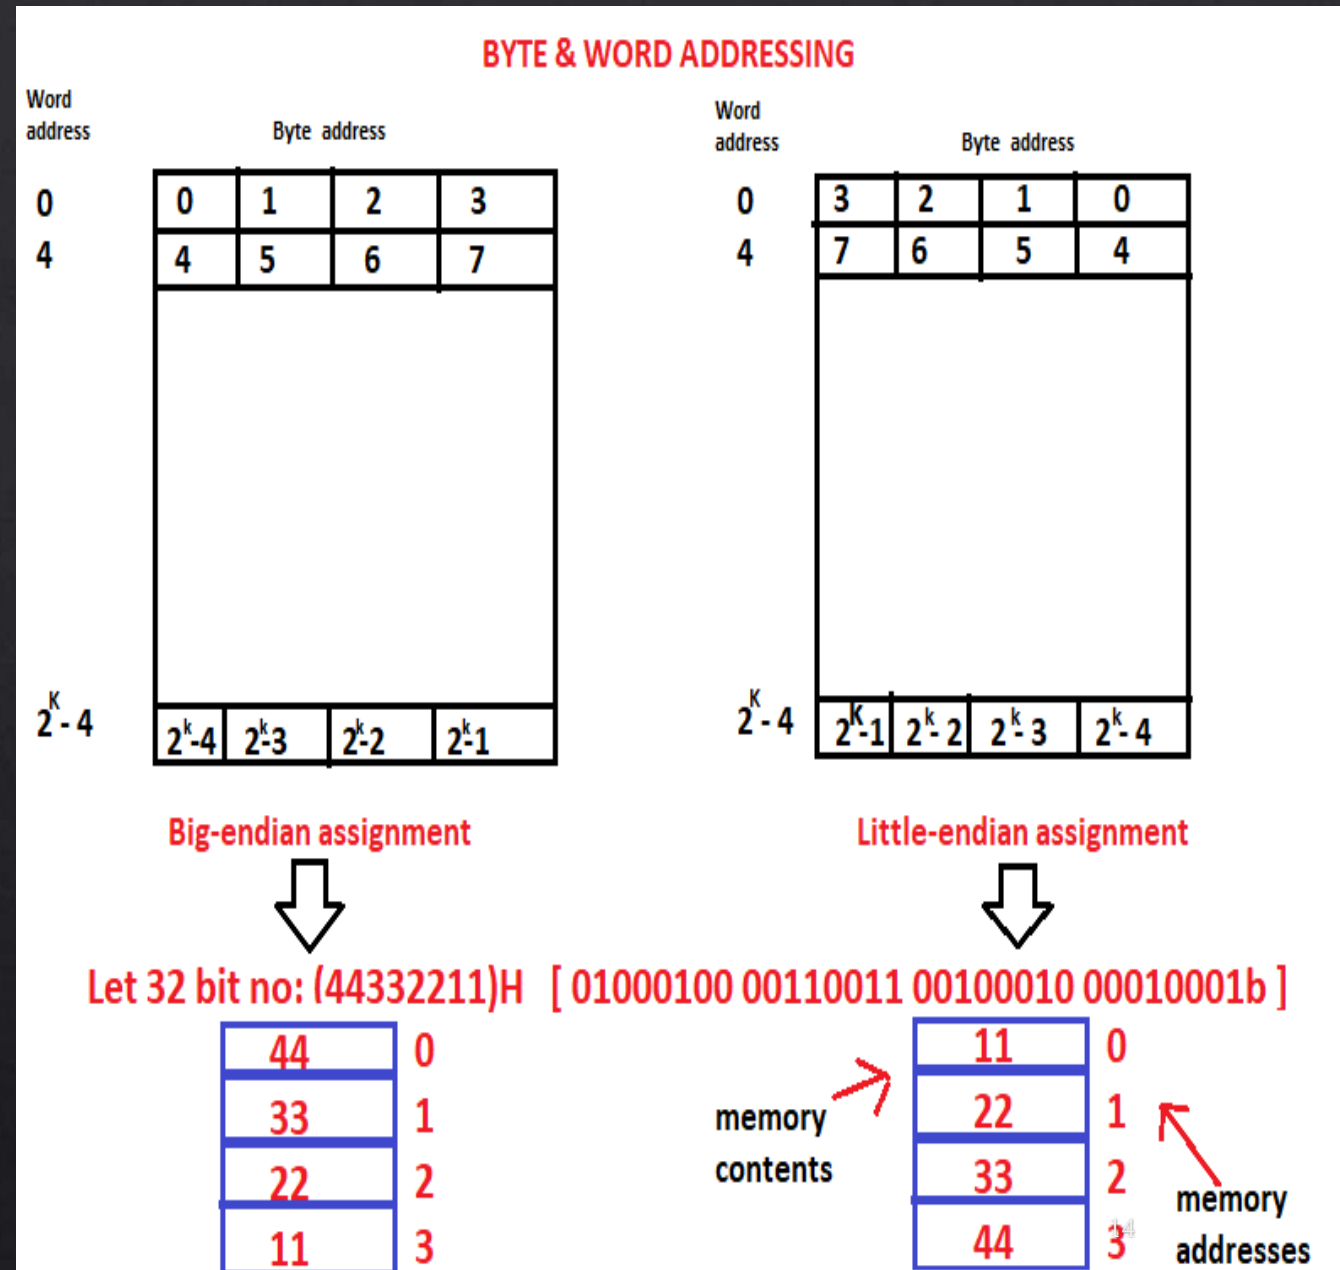 BYTE & WORD ADDRESSING
Word
address
Byte address
0 0 1 2 3
4 4 5 6 7
2^K - 4 2^k-4 2^k-3 2^k-2 2^k-1
Big-endian assignment
Word
address
Byte address
0 3 2 1 0
4 7 6 5 4
2^K - 4 2^K-1 2^k-2 2^k-3 2^k-4
Little-endian assignment
Let 32 bit no: (44332211)H [ 01000100 00110011 00100010 00010001b ]
44 0
33 1
22 2
11 3
memory
contents
11 0
22 1
33 2
44 3
memory
addresses
14